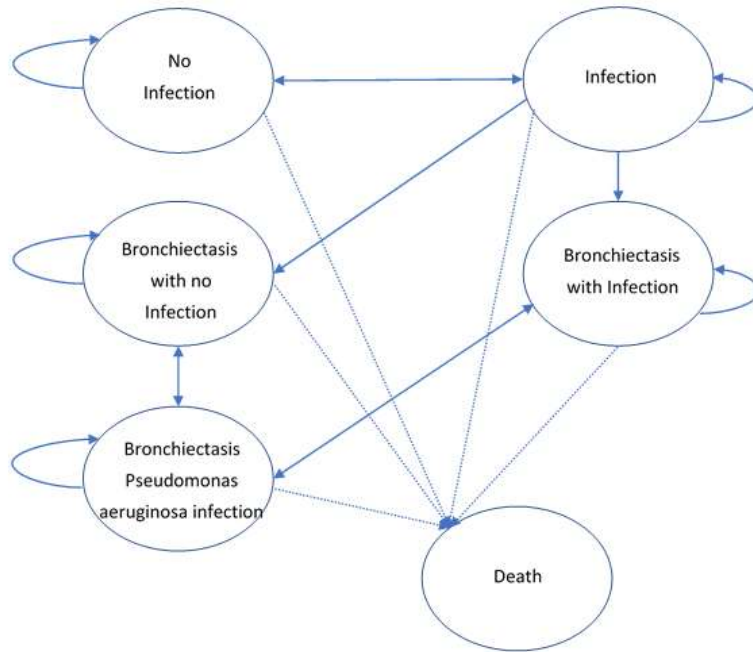 No
Infection
Infection
Bronchiectasis
with no
Infection
Bronchiectasis
with Infection
Bronchiectasis
Pseudomonas
aeruginosa infection
Death